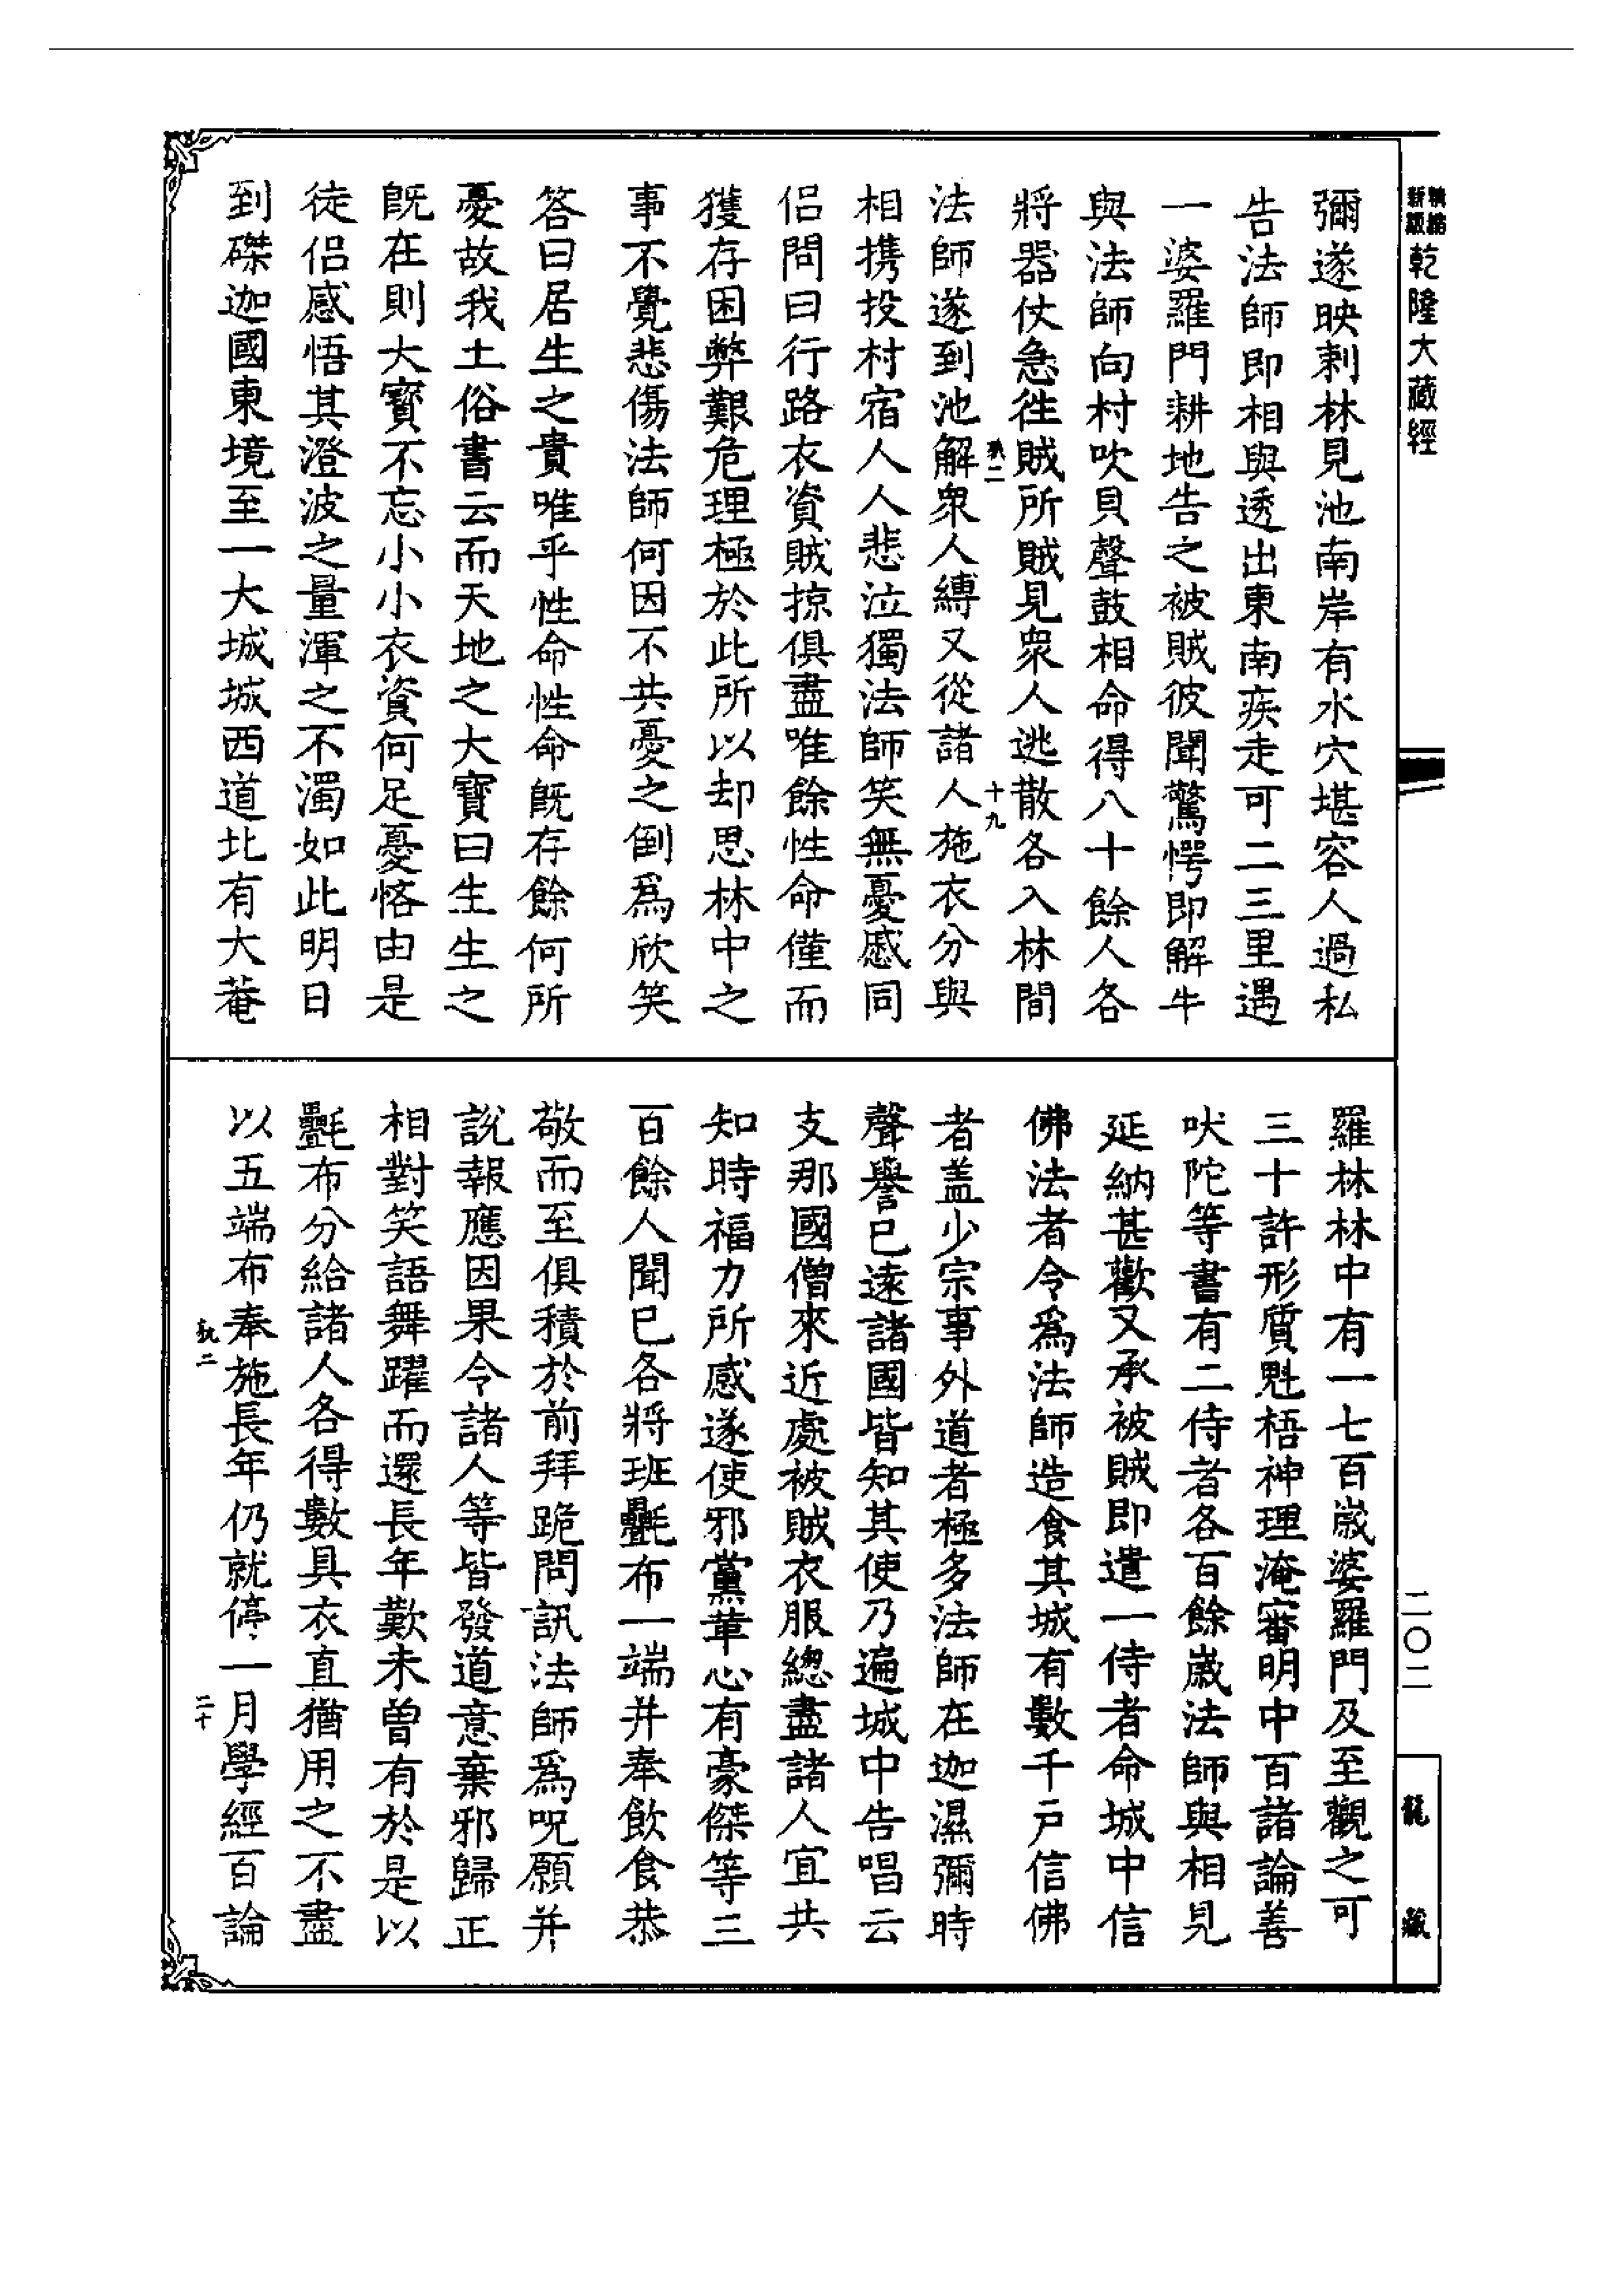 新編
新版
乾隆大藏經
彌遂映刺林見池南岸有水穴堪容人過私
告法師即相與透出東南疾走可二三里遇
一婆羅門耕地告之被賊彼聞驚愕即解牛
與法師向村吹貝聲鼓相命得八十餘人各
將器仗急徃賊所賊見衆人逃散各入林間
十九
法師遂到池解衆人縛又從諸人施衣分與
相携投村宿人人悲泣獨法師笑無憂慼同
侶問曰行路衣資賊掠俱盡唯餘性命僅而
獲存困弊艱危理極於此所以却思林中之
事不覺悲傷法師何因不共憂之倒爲欣笑
答曰居生之貴唯乎性命性命旣存餘何所
憂故我土俗書云而天地之大寶曰生生之
旣在則大寳不忘小小衣資何足憂悋由是
徒侶感悟其澄波之量渾之不濁如此明日
到磔迦國東境至一大城城西道北有大菴
羅林林中有一七百歲婆羅門及至觀之可
三十許形質魁梧神理淹審明中百諸論善
吠陀等書有二侍者各百餘歲法師與相見
延納甚歡又承被賊即遣一侍者命城中信
佛法者令爲法師造食其城有數千戶信佛
者盖少宗事外道者極多法師在迦濕彌時
聲譽已遠諸國皆知其使乃遍城中告唱云
支那國僧來近處被賊衣服緫盡諸人宜共
知時福力所感遂使邪黨革心有豪傑等三
百餘人聞已各將班㲲布一端并奉飲食恭
敬而至俱積於前拜跪問訊法師爲呪願并
說報應因果令諸人等皆發道意棄邪歸正
相對笑語舞躍而還長年歎未曾有於是以
㲲布分給諸人各得數具衣直猶用之不盡
以五端布奉施長年仍就停一月學經百論
二十
二〇二
龍藏